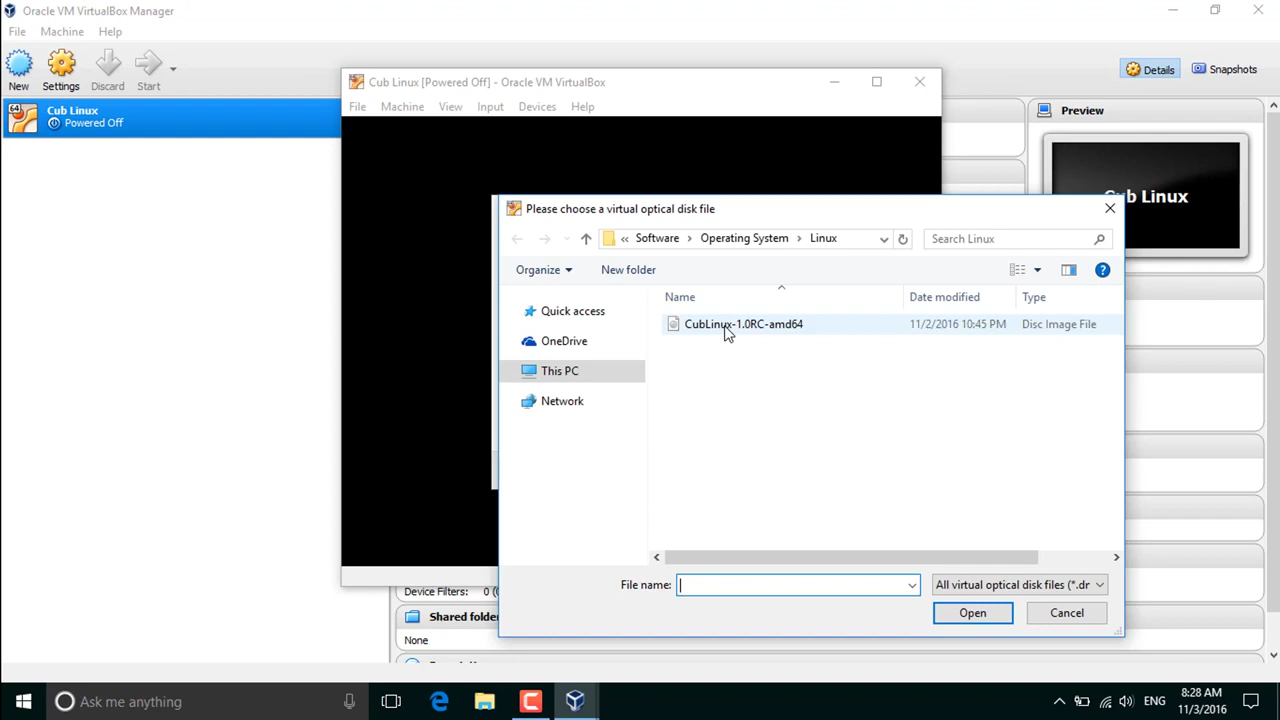 Oracle VM VirtualBox Manager
File Machine Help
New Settings Discard Start
Details Snapshots
64
Cub Linux
Powered Off
Cub Linux [Powered Off] - Oracle VM VirtualBox
File Machine View Input Devices Help
Preview
Cub Linux
Please choose a virtual optical disk file
« Software › Operating System › Linux
Search Linux
Organize New folder
Name Date modified Type
CubLinux-1.0RC-amd64 11/2/2016 10:45 PM Disc Image File
Quick access
OneDrive
This PC
Network
File name: All virtual optical disk files (*.dr
Open Cancel
Device Filters: 0 (0
Shared folde
None
Ask me anything
ENG
8:28 AM
11/3/2016